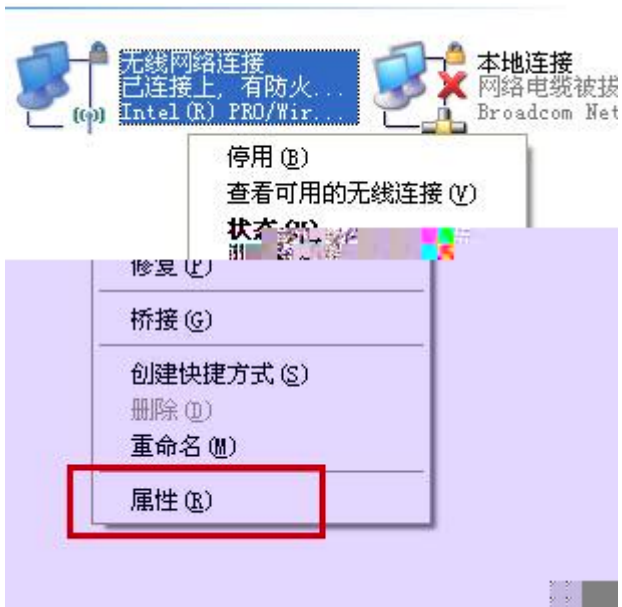 无线网络连接
已连接上, 有防火...
Intel(R) PRO/Wir...
本地连接
网络电缆被拔
Broadcom Net
停用(B)
查看可用的无线连接(V)
状态
修复(P)
桥接(G)
创建快捷方式(S)
删除(D)
重命名(M)
属性(R)